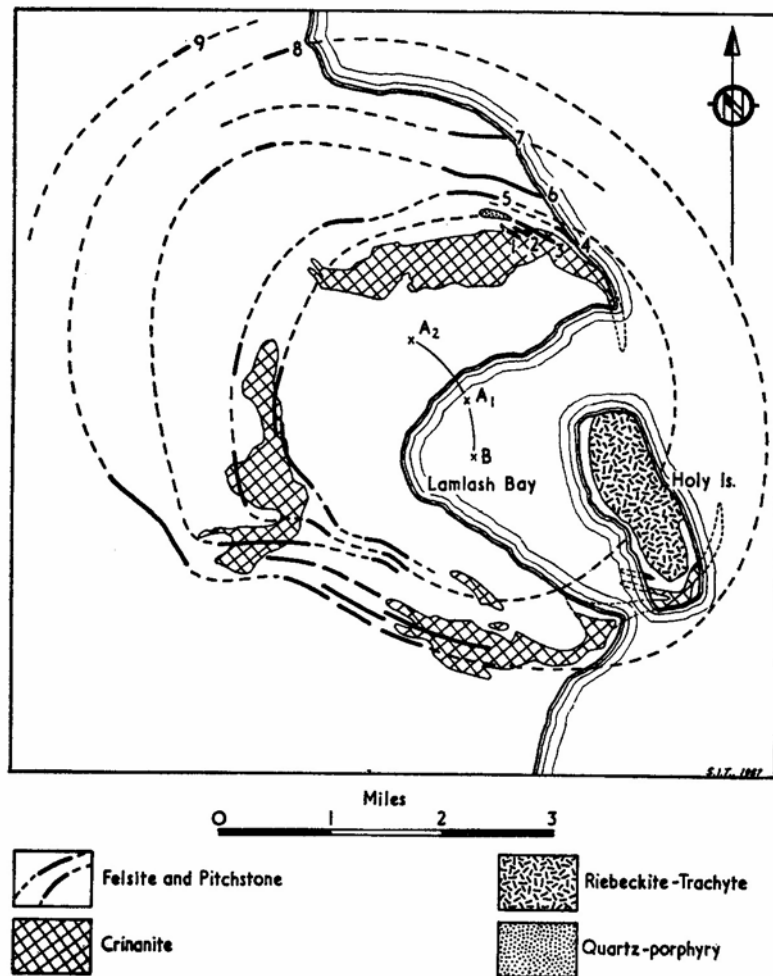 9
8
7
6
5
4
1 2 3
A₂
A₁
B
Lamlash Bay
Holy Is.
N
S.I.T., 1967
Miles
0 1 2 3
Felsite and Pitchstone
Riebeckite-Trachyte
Crinanite
Quartz-porphyry